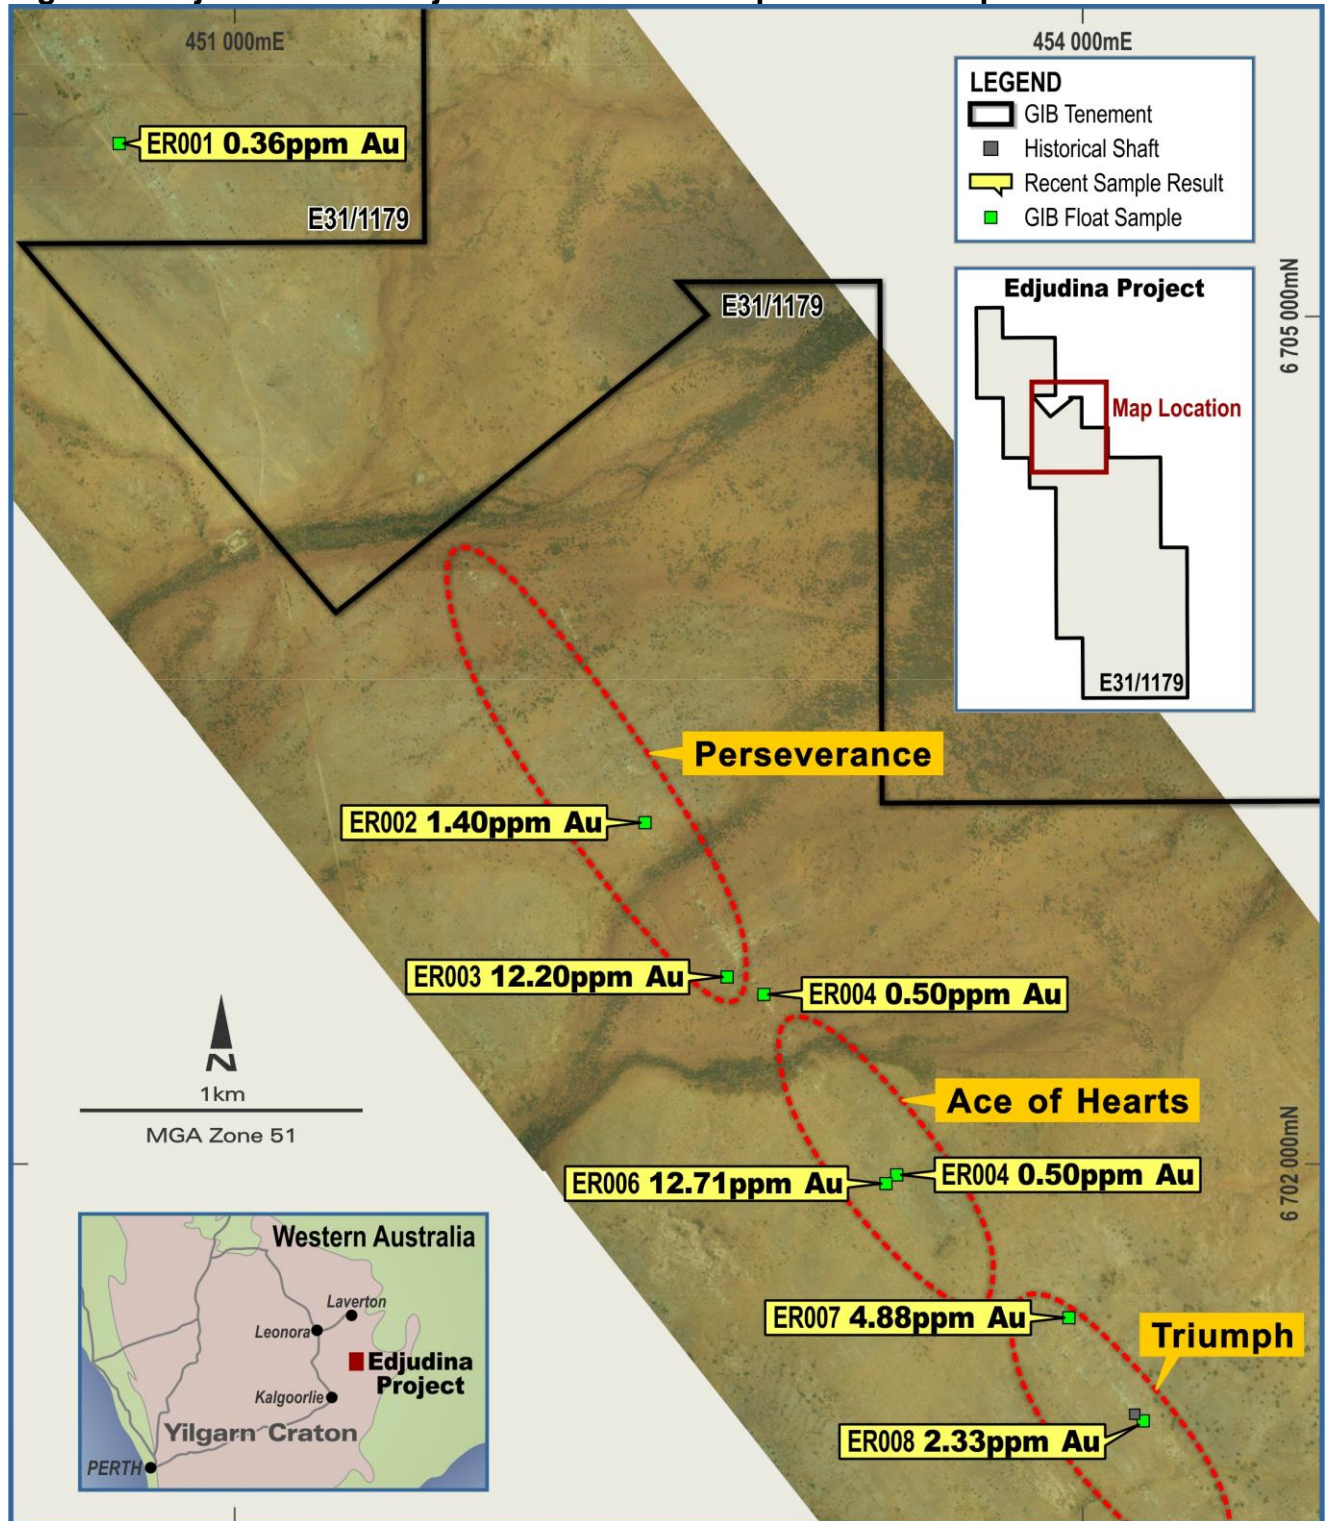 451 000mE
454 000mE
LEGEND
GIB Tenement
Historical Shaft
Recent Sample Result
GIB Float Sample
ER001 0.36ppm Au
E31/1179
E31/1179
6 705 000mN
Edjudina Project
Map Location
E31/1179
Perseverance
ER002 1.40ppm Au
ER003 12.20ppm Au
ER004 0.50ppm Au
N
1km
MGA Zone 51
Ace of Hearts
6 702 000mN
ER006 12.71ppm Au
ER004 0.50ppm Au
Western Australia
Laverton
Leonora
Edjudina
Project
Kalgoorlie
Yilgarn Craton
PERTH
ER007 4.88ppm Au
Triumph
ER008 2.33ppm Au